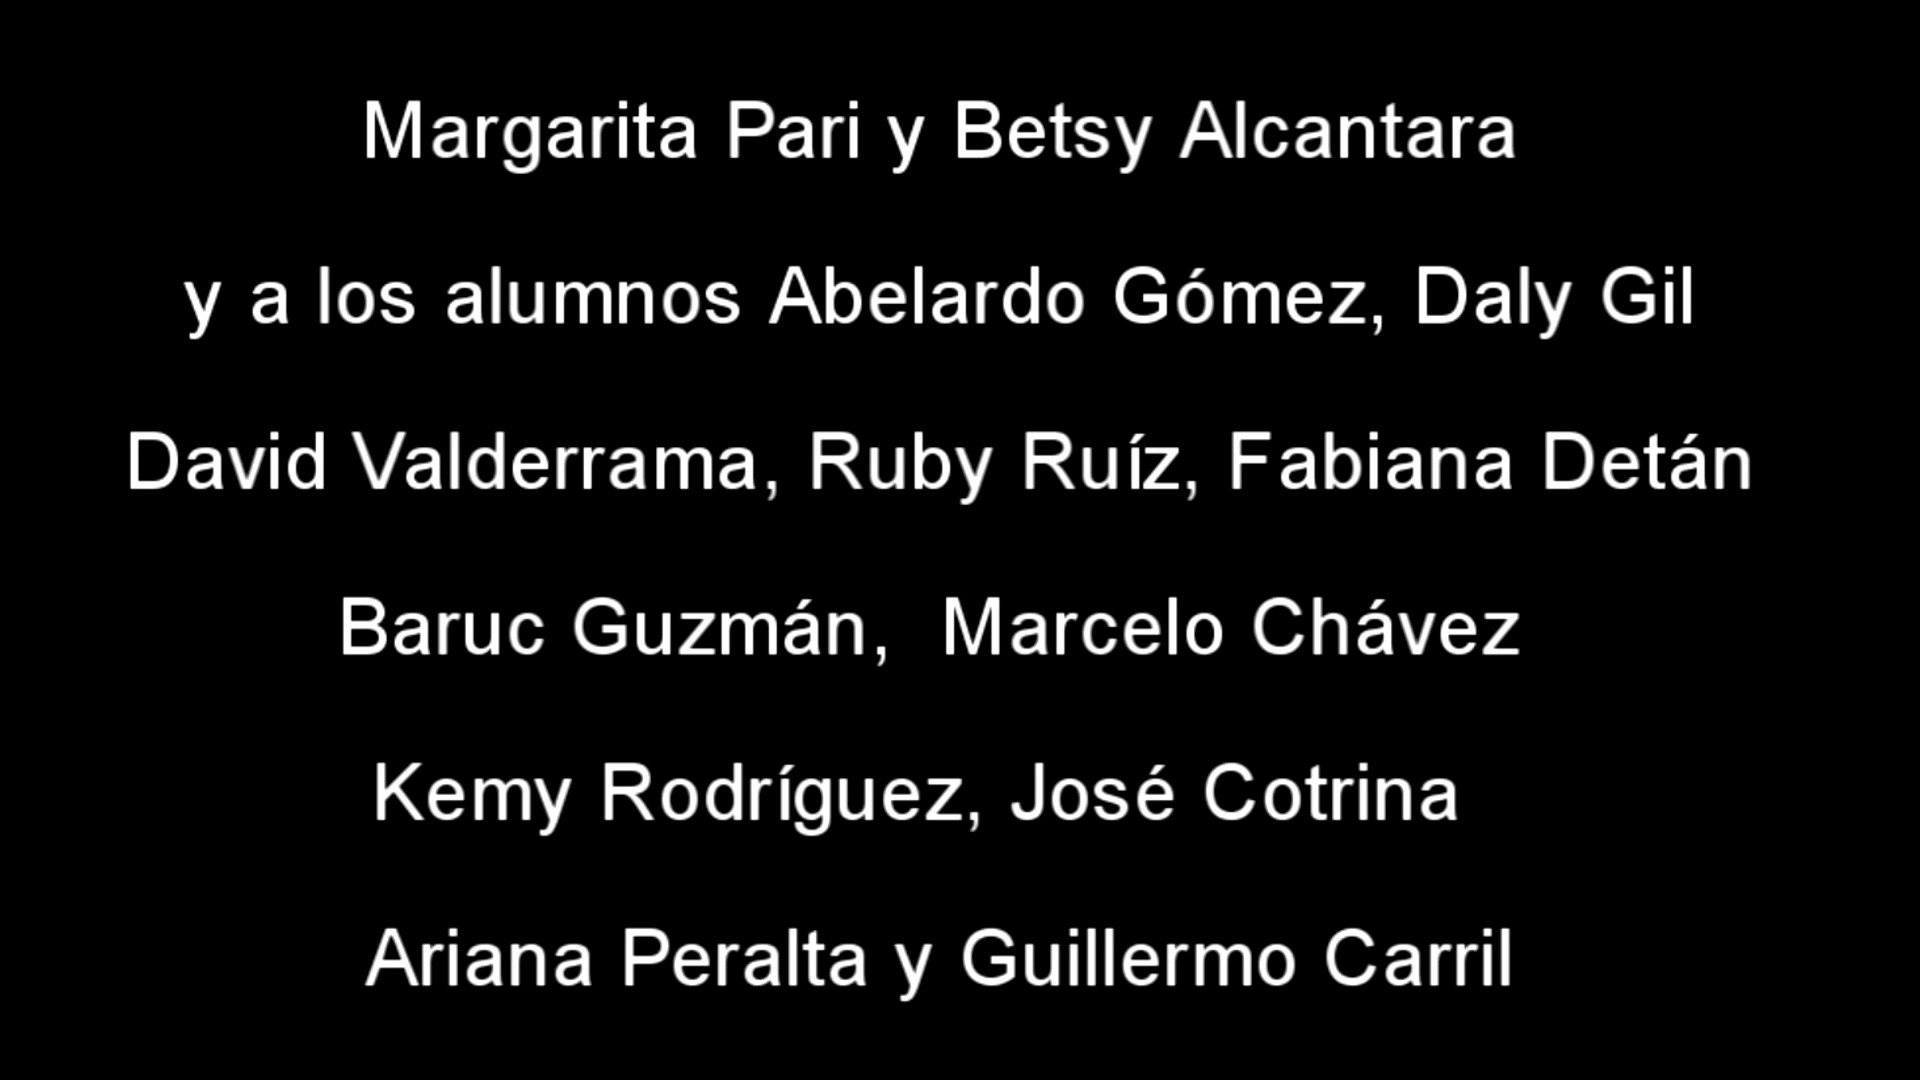 Margarita Pari y Betsy Alcantara
y a los alumnos Abelardo Gómez, Daly Gil
David Valderrama, Ruby Ruíz, Fabiana Detán
Baruc Guzmán,  Marcelo Chávez
Kemy Rodríguez, José Cotrina
Ariana Peralta y Guillermo Carril